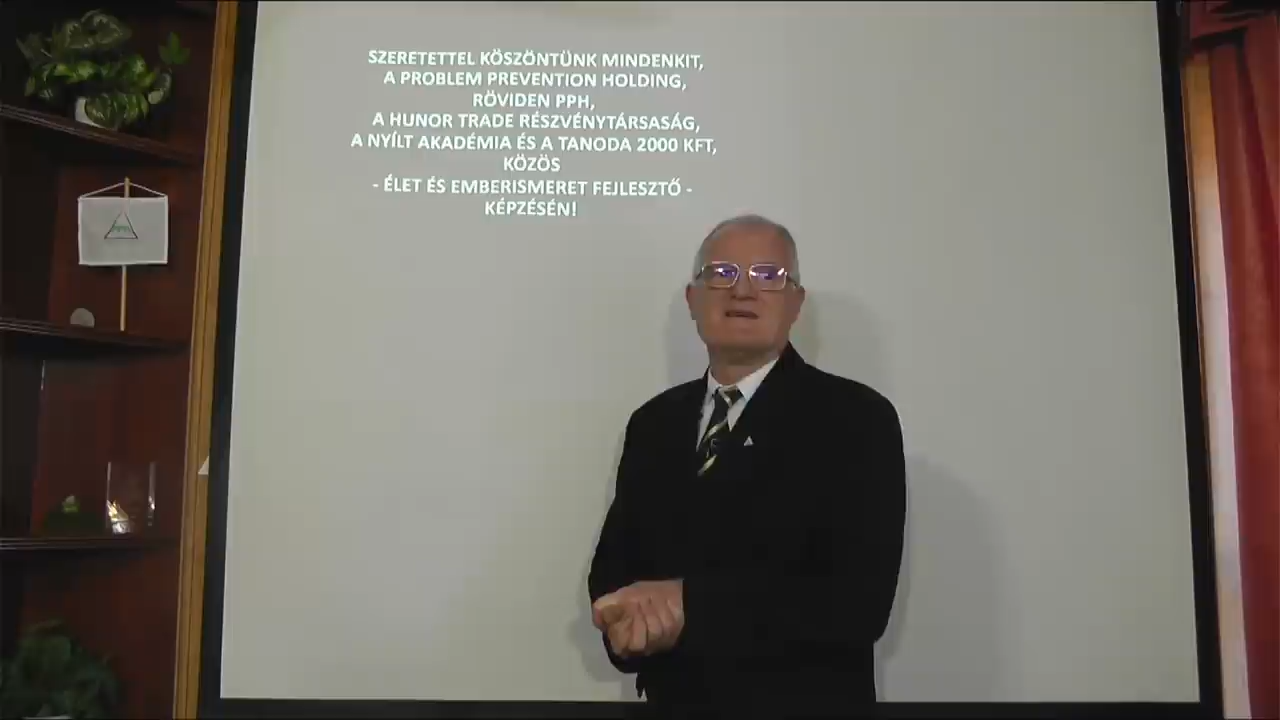 SZERETETTEL KÖSZÖNTÜNK MINDENKIT,
A PROBLEM PREVENTION HOLDING,
RÖVIDEN PPH,
A HUNOR TRADE RÉSZVÉNYTÁRSASÁG,
A NYÍLT AKADÉMIA ÉS A TANODA 2000 KFT,
KÖZÖS
- ÉLET ÉS EMBERISMERET FEJLESZTŐ -
KÉPZÉSÉN!